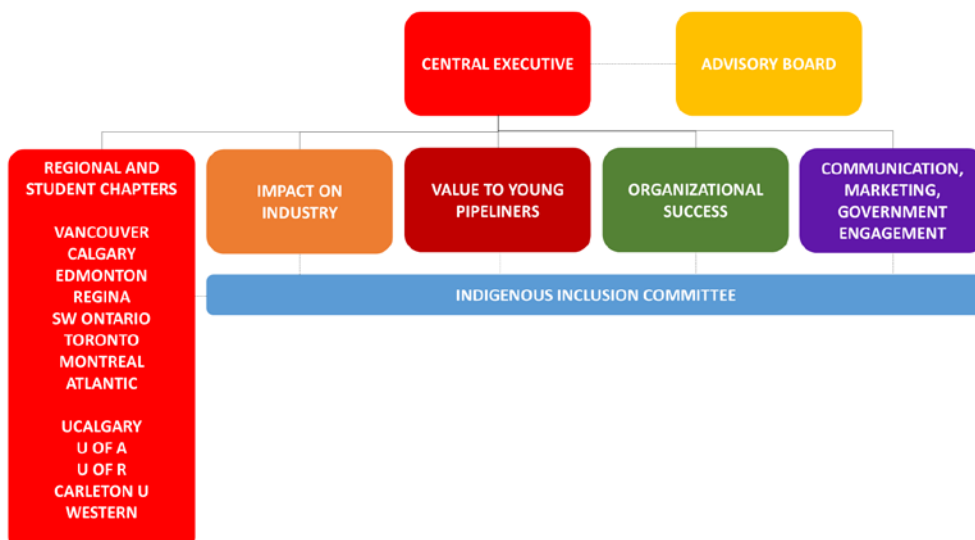 CENTRAL EXECUTIVE
ADVISORY BOARD
REGIONAL AND
STUDENT CHAPTERS
VANCOUVER
CALGARY
EDMONTON
REGINA
SW ONTARIO
TORONTO
MONTREAL
ATLANTIC
UCALGARY
U OF A
U OF R
CARLETON U
WESTERN
IMPACT ON
INDUSTRY
VALUE TO YOUNG
PIPELINERS
ORGANIZATIONAL
SUCCESS
COMMUNICATION,
MARKETING,
GOVERNMENT
ENGAGEMENT
INDIGENOUS INCLUSION COMMITTEE